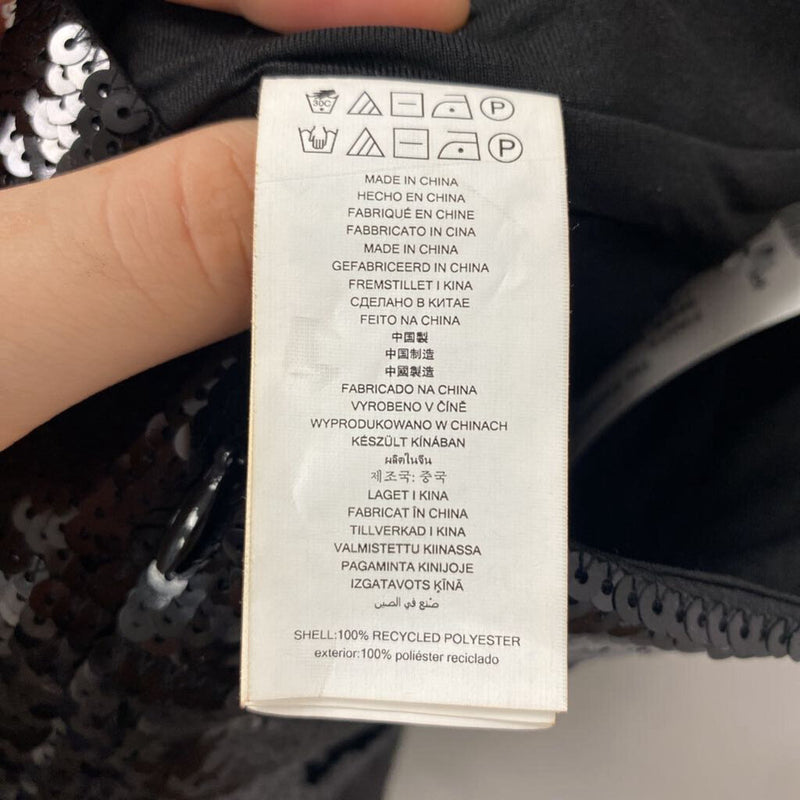 30C P
P
MADE IN CHINA
HECHO EN CHINA
FABRIQUÉ EN CHINE
FABBRICATO IN CINA
MADE IN CHINA
GEFABRICEERD IN CHINA
FREMSTILLET I KINA
СДЕЛАНО В КИТАЕ
FEITO NA CHINA
中国製
中国制造
中國製造
FABRICADO NA CHINA
VYROBENO V ČÍNĚ
WYPRODUKOWANO W CHINACH
KÉSZÜLT KÍNÁBAN
ผลิตในจีน
제조국: 중국
LAGET I KINA
FABRICAT ÎN CHINA
TILLVERKAD I KINA
VALMISTETTU KIINASSA
PAGAMINTA KINIJOJE
IZGATAVOTS ĶĪNĀ
صنع في الصين
SHELL:100% RECYCLED POLYESTER
exterior:100% poliéster reciclado